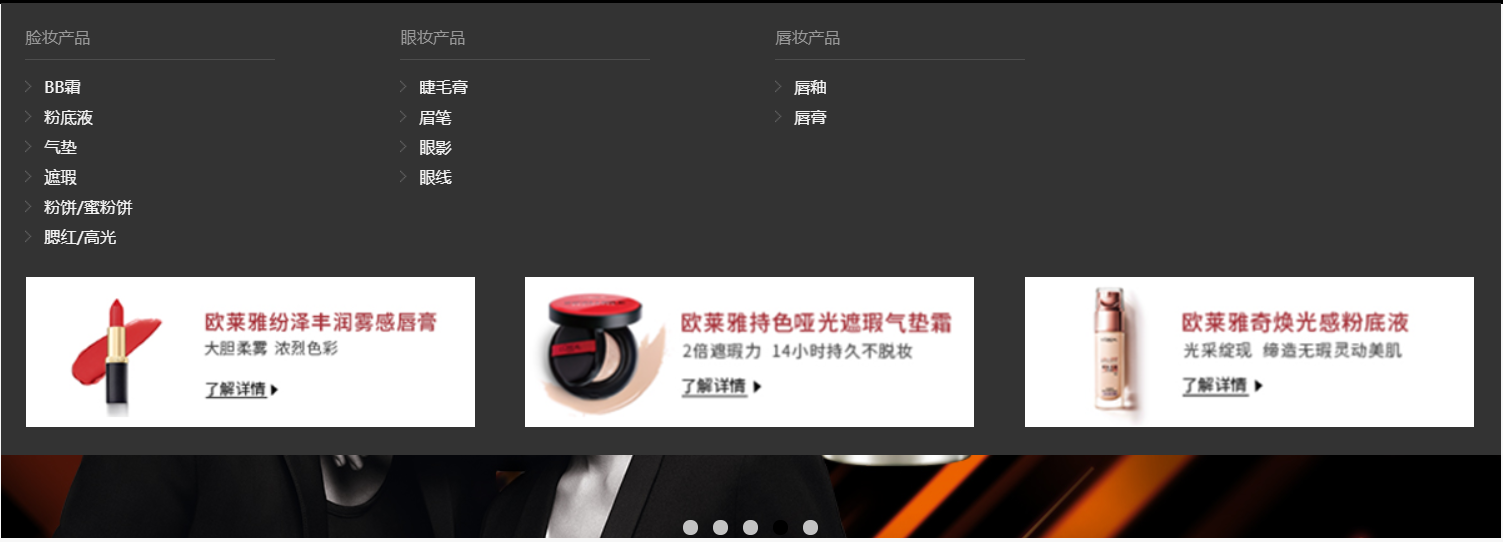 脸妆产品
BB霜
粉底液
气垫
遮瑕
粉饼/蜜粉饼
腮红/高光
眼妆产品
睫毛膏
眉笔
眼影
眼线
唇妆产品
唇釉
唇膏
欧莱雅纷泽丰润雾感唇膏
大胆柔雾 浓烈色彩
了解详情
欧莱雅持色哑光遮瑕气垫霜
2倍遮瑕力 14小时持久不脱妆
了解详情
欧莱雅奇焕光感粉底液
光采绽现 缔造无瑕灵动美肌
了解详情